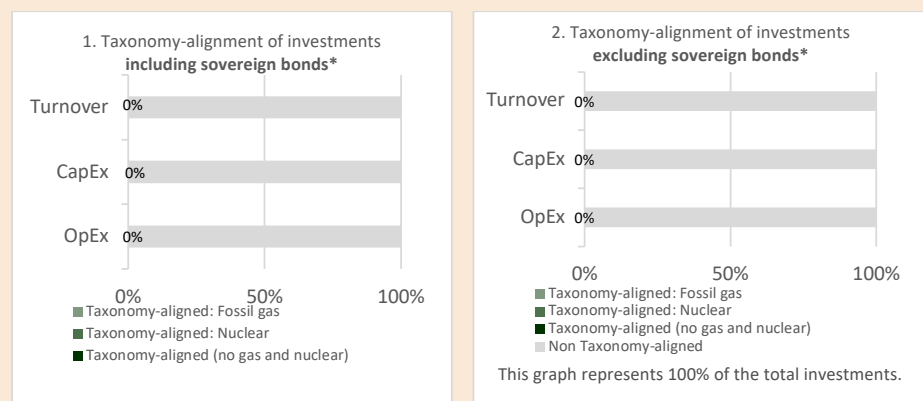 1. Taxonomy-alignment of investments
including sovereign bonds*
Turnover 0%
CapEx 0%
OpEx 0%
0% 50% 100%
Taxonomy-aligned: Fossil gas
Taxonomy-aligned: Nuclear
Taxonomy-aligned (no gas and nuclear)
2. Taxonomy-alignment of investments
excluding sovereign bonds*
Turnover 0%
CapEx 0%
OpEx 0%
0% 50% 100%
Taxonomy-aligned: Fossil gas
Taxonomy-aligned: Nuclear
Taxonomy-aligned (no gas and nuclear)
Non Taxonomy-aligned
This graph represents 100% of the total investments.